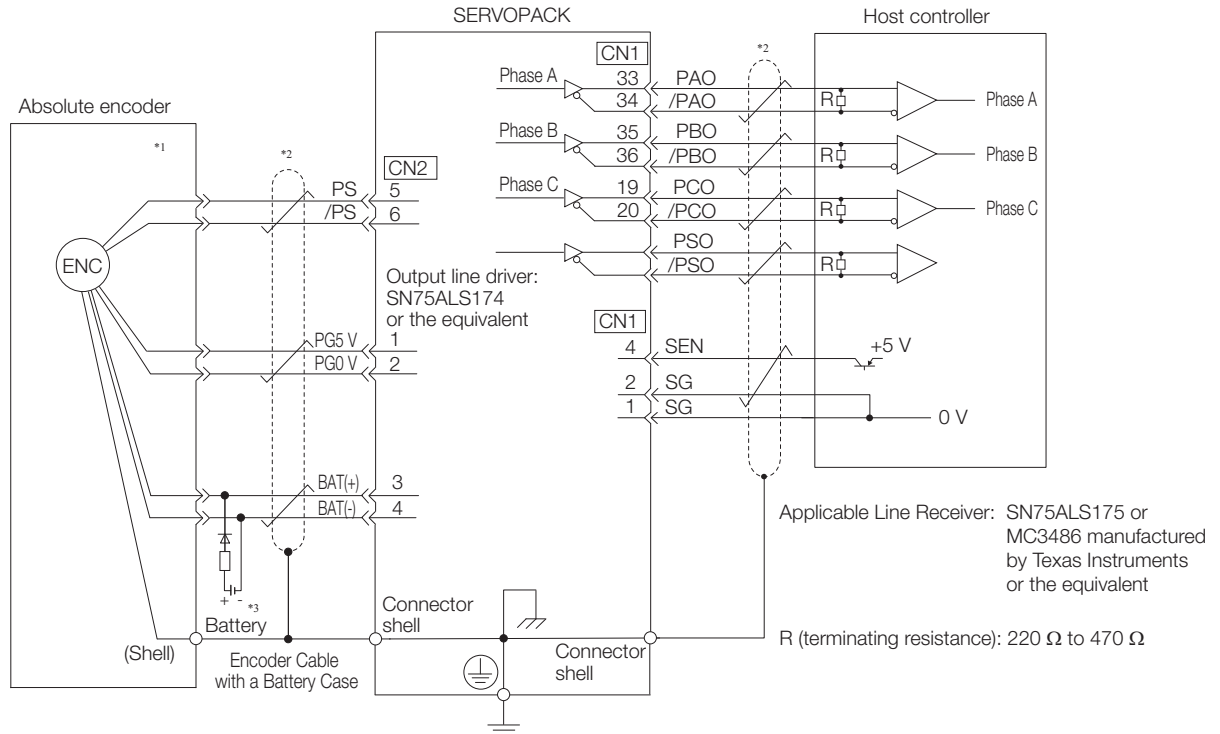 SERVOPACK
Host controller
CN1
*2
Phase A
33
PAO
R
Phase A
34
/PAO
Absolute encoder
Phase B
35
PBO
R
Phase B
36
/PBO
*1
*2
CN2
Phase C
19
PCO
R
Phase C
20
/PCO
PS
5
/PS
6
PSO
R
/PSO
ENC
Output line driver:
SN75ALS174
or the equivalent
CN1
PG5 V
1
PG0 V
2
4
SEN
+5 V
2
SG
1
SG
0 V
BAT(+)
3
BAT(-)
4
Applicable Line Receiver: SN75ALS175 or
MC3486 manufactured
by Texas Instruments
or the equivalent
+ -
*3
Battery
Connector
shell
(Shell)
Encoder Cable
with a Battery Case
Connector
shell
R (terminating resistance): 220 Ω to 470 Ω